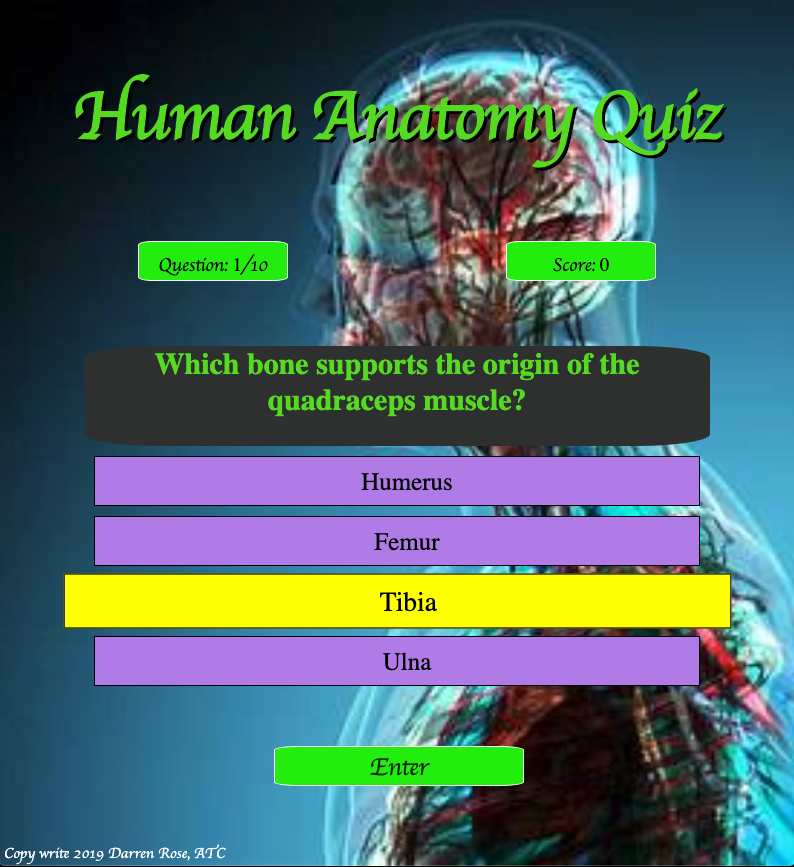 Human Anatomy Quiz
Question: 1/10
Score: 0
Which bone supports the origin of the
quadraceps muscle?
Humerus
Femur
Tibia
Ulna
Enter
Copy write 2019 Darren Rose, ATC